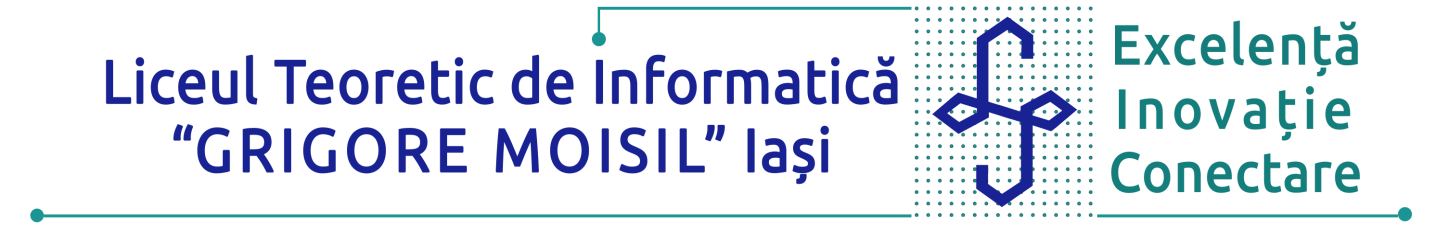 Liceul Teoretic de Informatică
“GRIGORE MOISIL” Iași
Excelență
Inovație
Conectare